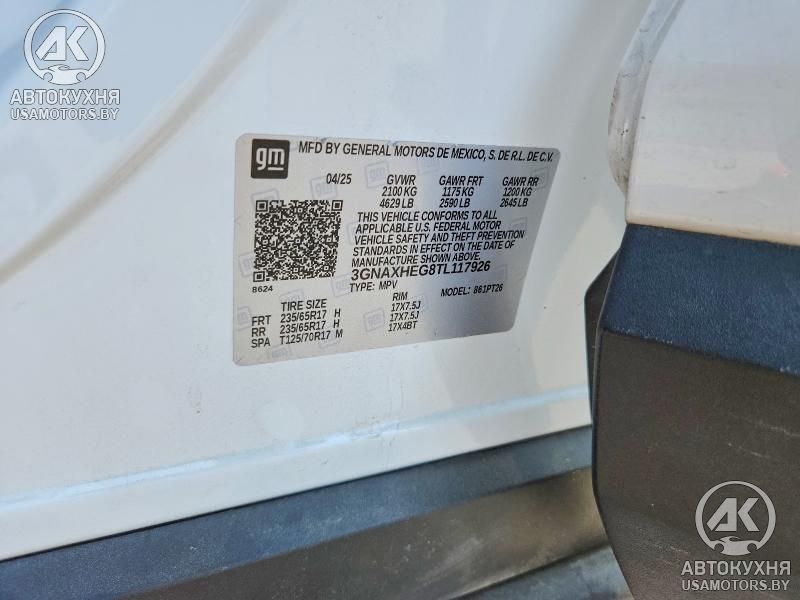 АК
АВТОКУХНЯ
USAMOTORS.BY
gm MFD BY GENERAL MOTORS DE MEXICO, S. DE R.L. DE C.V.
04/25 GVWR GAWR FRT GAWR RR
2100 KG 1175 KG 1200 KG
4629 LB 2590 LB 2645 LB
THIS VEHICLE CONFORMS TO ALL
APPLICABLE U.S. FEDERAL MOTOR
VEHICLE SAFETY AND THEFT PREVENTION
STANDARDS IN EFFECT ON THE DATE OF
3GNAXHEG8TL117926
8624 TYPE: MPV MODEL: 861PT26
TIRE SIZE RIM
FRT 235/65R17 H 17X7.5J
RR 235/65R17 H 17X7.5J
SPA T125/70R17 M 17X4BT
АК
АВТОКУХНЯ
USAMOTORS.BY